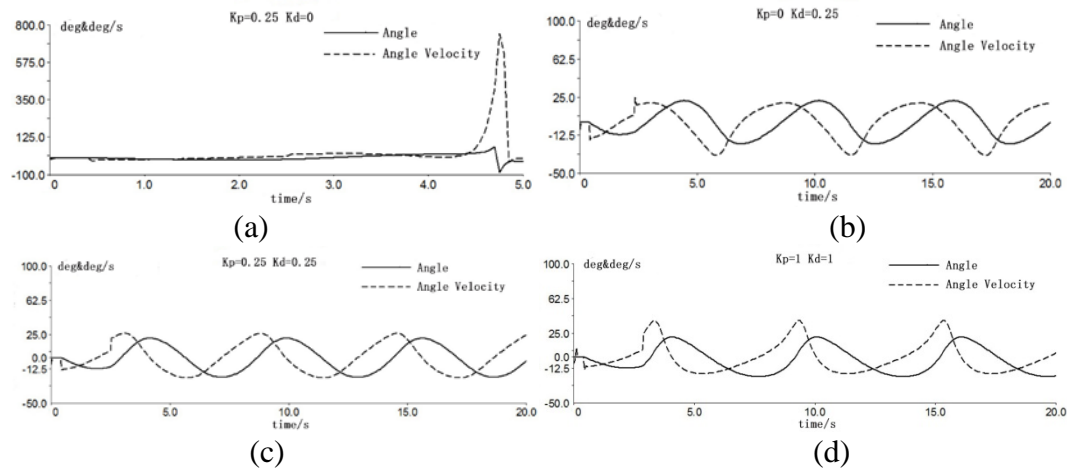 deg&deg/s
Kp=0.25 Kd=0
800.0
575.0
350.0
125.0
0.0
-100.0
Angle
Angle Velocity
0
1.0
2.0
3.0
4.0
5.0
time/s
(a)
deg&deg/s
Kp=0 Kd=0.25
100.0
62.5
25.0
0.0
-12.5
-50.0
Angle
Angle Velocity
0
5.0
10.0
15.0
20.0
time/s
(b)
deg&deg/s
Kp=0.25 Kd=0.25
100.0
62.5
25.0
0.0
-12.5
-50.0
Angle
Angle Velocity
0
5.0
10.0
15.0
20.0
time/s
(c)
deg&deg/s
Kp=1 Kd=1
100.0
62.5
25.0
0.0
-12.5
-50.0
Angle
Angle Velocity
0
5.0
10.0
15.0
20.0
time/s
(d)